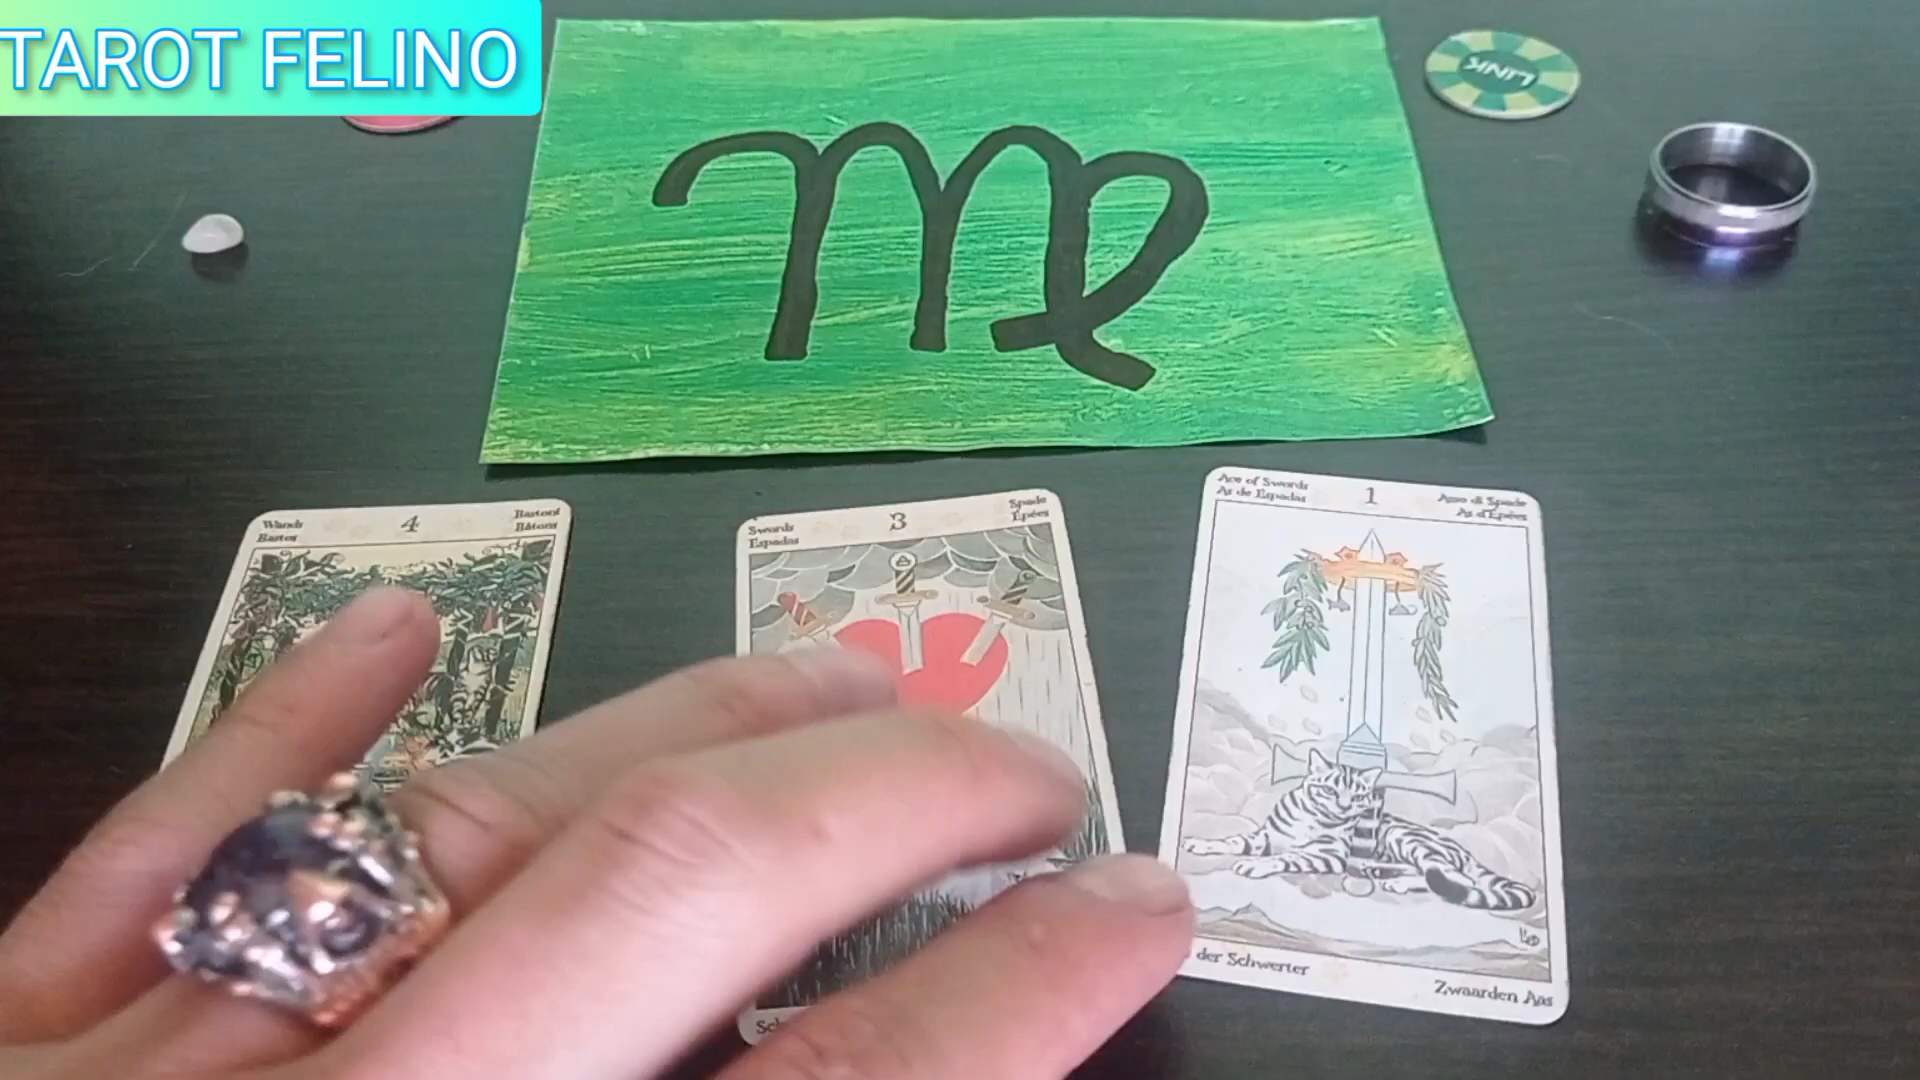 TAROT FELINO
LINK
Wands
Bastos
4
Bastoni
Bâtons
Swords
Espadas
3
Spade
Épées
Ace of Swords
As de Espadas
1
Asso di Spade
As d'Épées
der Schwerter
Zwaarden Aas